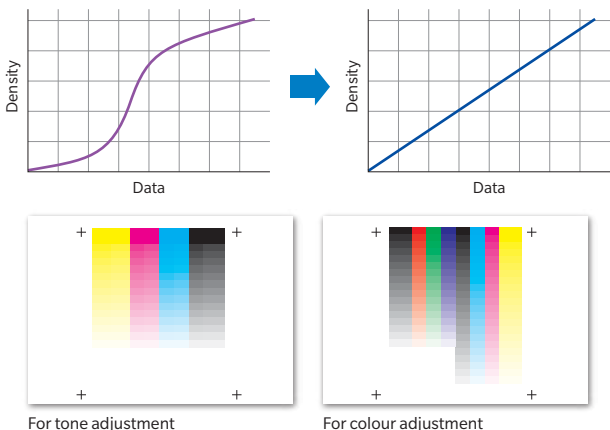 Density
Data
Density
Data
For tone adjustment
For colour adjustment